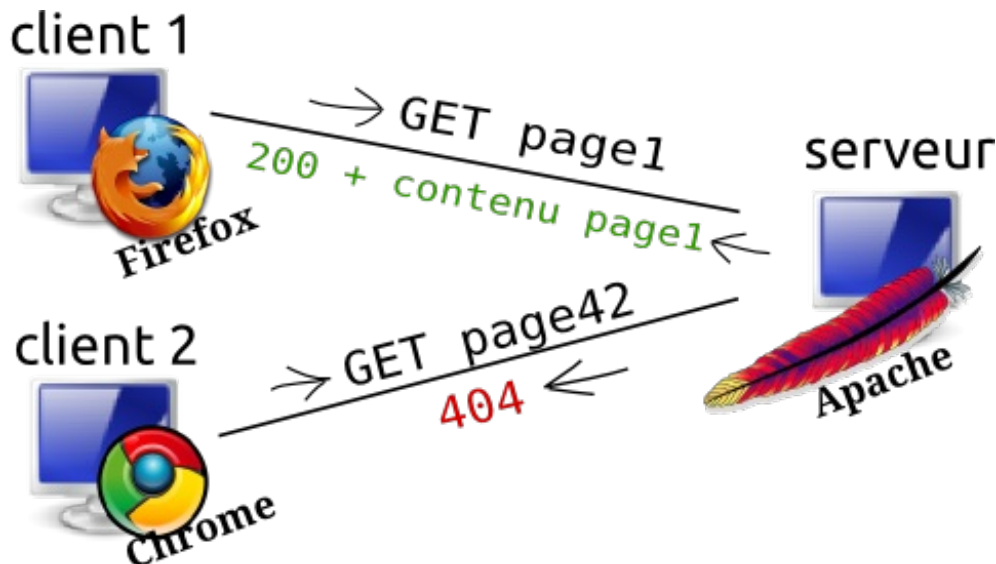 client 1
Firefox
GET page1
200 + contenu page1
serveur
Apache
client 2
Chrome
GET page42
404